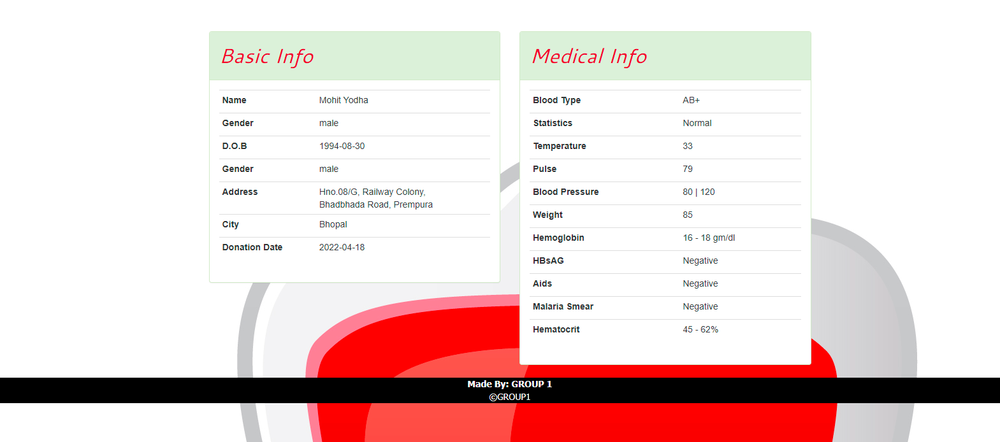 Basic Info
Name Mohit Yodha
Gender male
D.O.B 1994-08-30
Gender male
Address Hno.08/G, Railway Colony,
Bhadbhada Road, Prempura
City Bhopal
Donation Date 2022-04-18
Medical Info
Blood Type AB+
Statistics Normal
Temperature 33
Pulse 79
Blood Pressure 80 | 120
Weight 85
Hemoglobin 16 - 18 gm/dl
HBsAG Negative
Aids Negative
Malaria Smear Negative
Hematocrit 45 - 62%
Made By: GROUP 1
©GROUP1